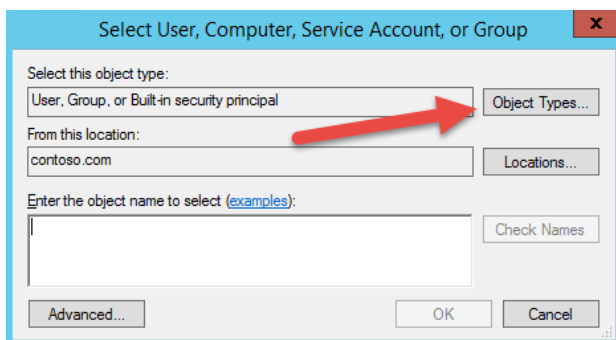 Select User, Computer, Service Account, or Group
x
Select this object type:
User, Group, or Built-in security principal
Object Types...
From this location:
contoso.com
Locations...
Enter the object name to select (examples):
Check Names
Advanced...
OK
Cancel